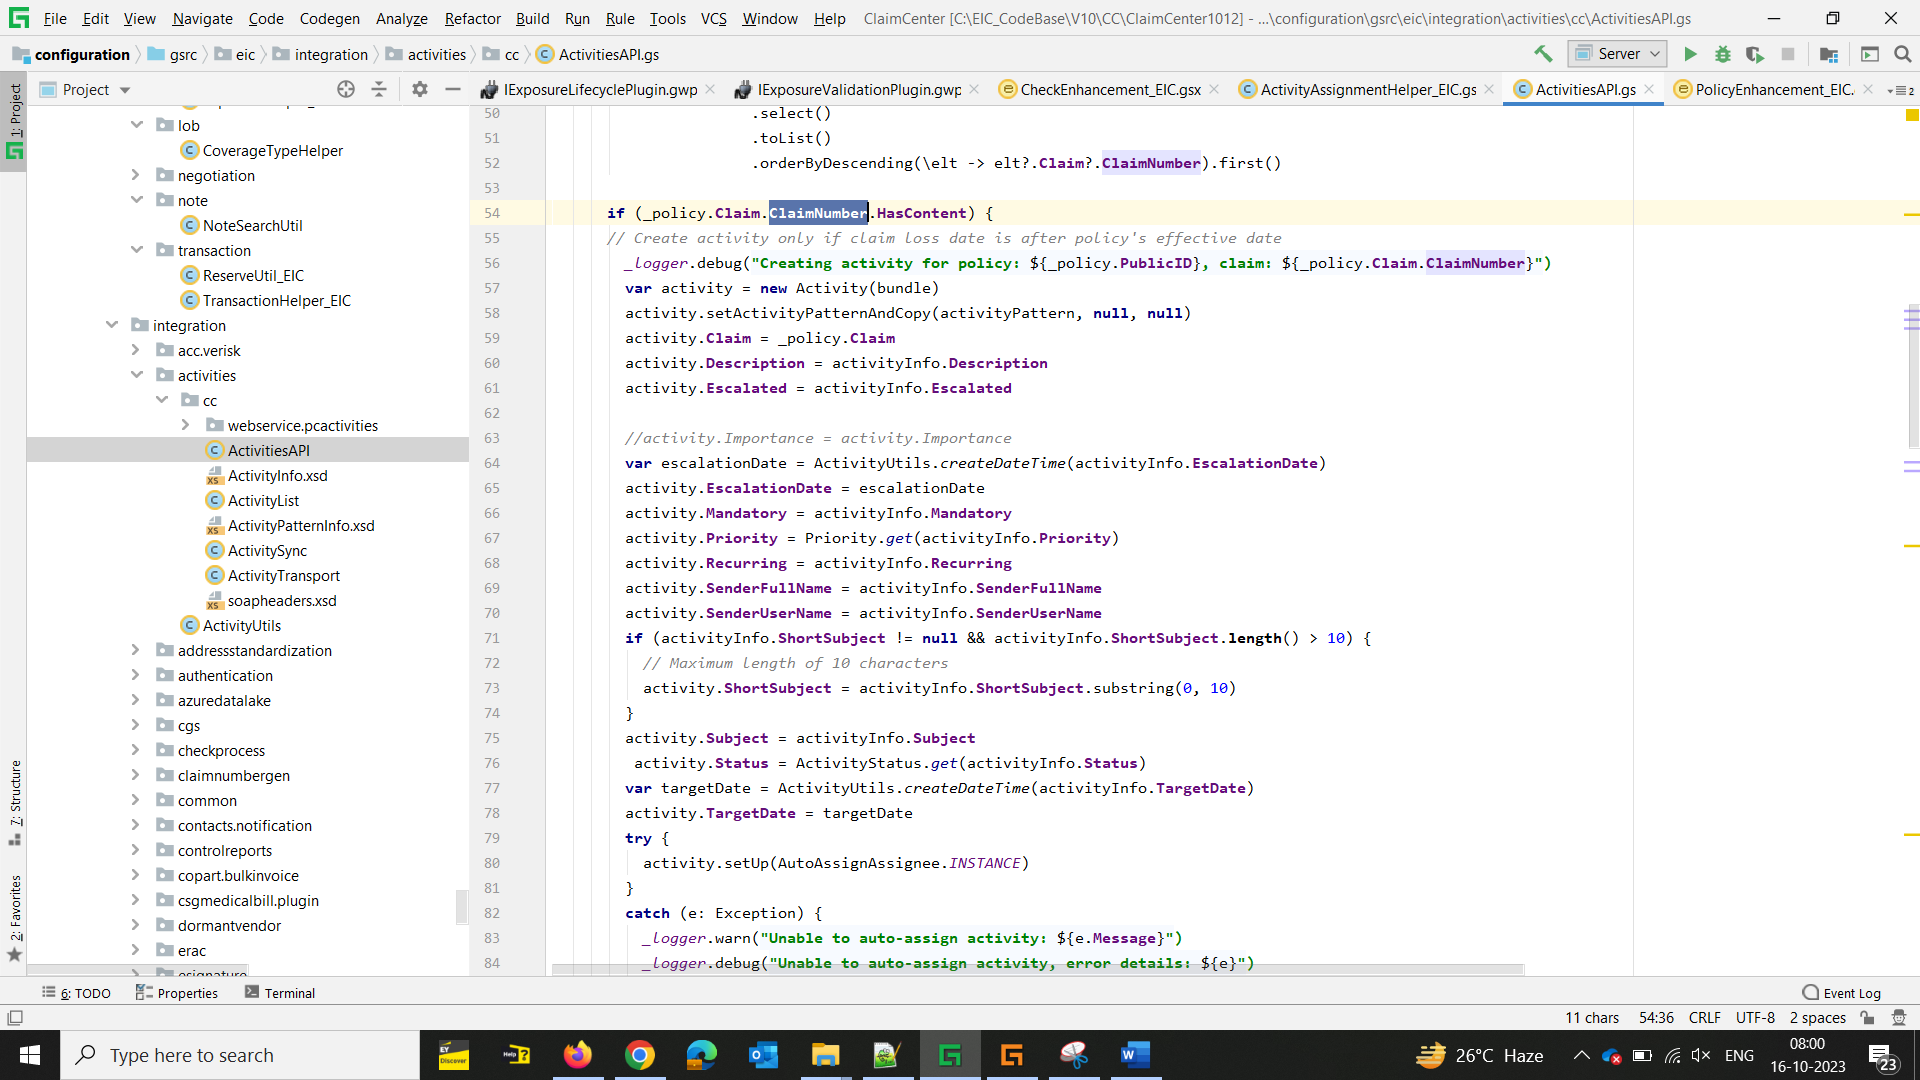 File Edit View Navigate Code Codegen Analyze Refactor Build Run Rule Tools VCS Window Help ClaimCenter [C:\EIC_CodeBase\V10\CC\ClaimCenter1012] - ...\configuration\gsrc\eic\integration\activities\cc\ActivitiesAPI.gs
configuration gsrc eic integration activities cc ActivitiesAPI.gs Server
Project IExposureLifecyclePlugin.gwp IExposureValidationPlugin.gwp CheckEnhancement_EIC.gsx ActivityAssignmentHelper_EIC.gs ActivitiesAPI.gs PolicyEnhancement_EIC. 2
1: Project
7: Structure
2: Favorites
lob
CoverageTypeHelper
negotiation
note
NoteSearchUtil
transaction
ReserveUtil_EIC
TransactionHelper_EIC
integration
acc.verisk
activities
cc
webservice.pcactivities
ActivitiesAPI
ActivityInfo.xsd
ActivityList
ActivityPatternInfo.xsd
ActivitySync
ActivityTransport
soapheaders.xsd
ActivityUtils
addressstandardization
authentication
azuredatalake
cgs
checkprocess
claimnumbergen
common
contacts.notification
controlreports
copart.bulkinvoice
csgmedicalbill.plugin
dormantvendor
erac
esignature
50 .select()
51 .toList()
52 .orderByDescending(\elt -> elt?.Claim?.ClaimNumber).first()
53
54 if (_policy.Claim.ClaimNumber.HasContent) {
55 // Create activity only if claim loss date is after policy's effective date
56 _logger.debug("Creating activity for policy: ${_policy.PublicID}, claim: ${_policy.Claim.ClaimNumber}")
57 var activity = new Activity(bundle)
58 activity.setActivityPatternAndCopy(activityPattern, null, null)
59 activity.Claim = _policy.Claim
60 activity.Description = activityInfo.Description
61 activity.Escalated = activityInfo.Escalated
62
63 //activity.Importance = activity.Importance
64 var escalationDate = ActivityUtils.createDateTime(activityInfo.EscalationDate)
65 activity.EscalationDate = escalationDate
66 activity.Mandatory = activityInfo.Mandatory
67 activity.Priority = Priority.get(activityInfo.Priority)
68 activity.Recurring = activityInfo.Recurring
69 activity.SenderFullName = activityInfo.SenderFullName
70 activity.SenderUserName = activityInfo.SenderUserName
71 if (activityInfo.ShortSubject != null && activityInfo.ShortSubject.length() > 10) {
72 // Maximum length of 10 characters
73 activity.ShortSubject = activityInfo.ShortSubject.substring(0, 10)
74 }
75 activity.Subject = activityInfo.Subject
76 activity.Status = ActivityStatus.get(activityInfo.Status)
77 var targetDate = ActivityUtils.createDateTime(activityInfo.TargetDate)
78 activity.TargetDate = targetDate
79 try {
80 activity.setUp(AutoAssignAssignee.INSTANCE)
81 }
82 catch (e: Exception) {
83 _logger.warn("Unable to auto-assign activity: ${e.Message}")
84 _logger.debug("Unable to auto-assign activity, error details: ${e}")
6: TODO Properties Terminal Event Log
11 chars 54:36 CRLF UTF-8 2 spaces
Type here to search
EY Discover
Help ?
26°C Haze
ENG
08:00
16-10-2023
23